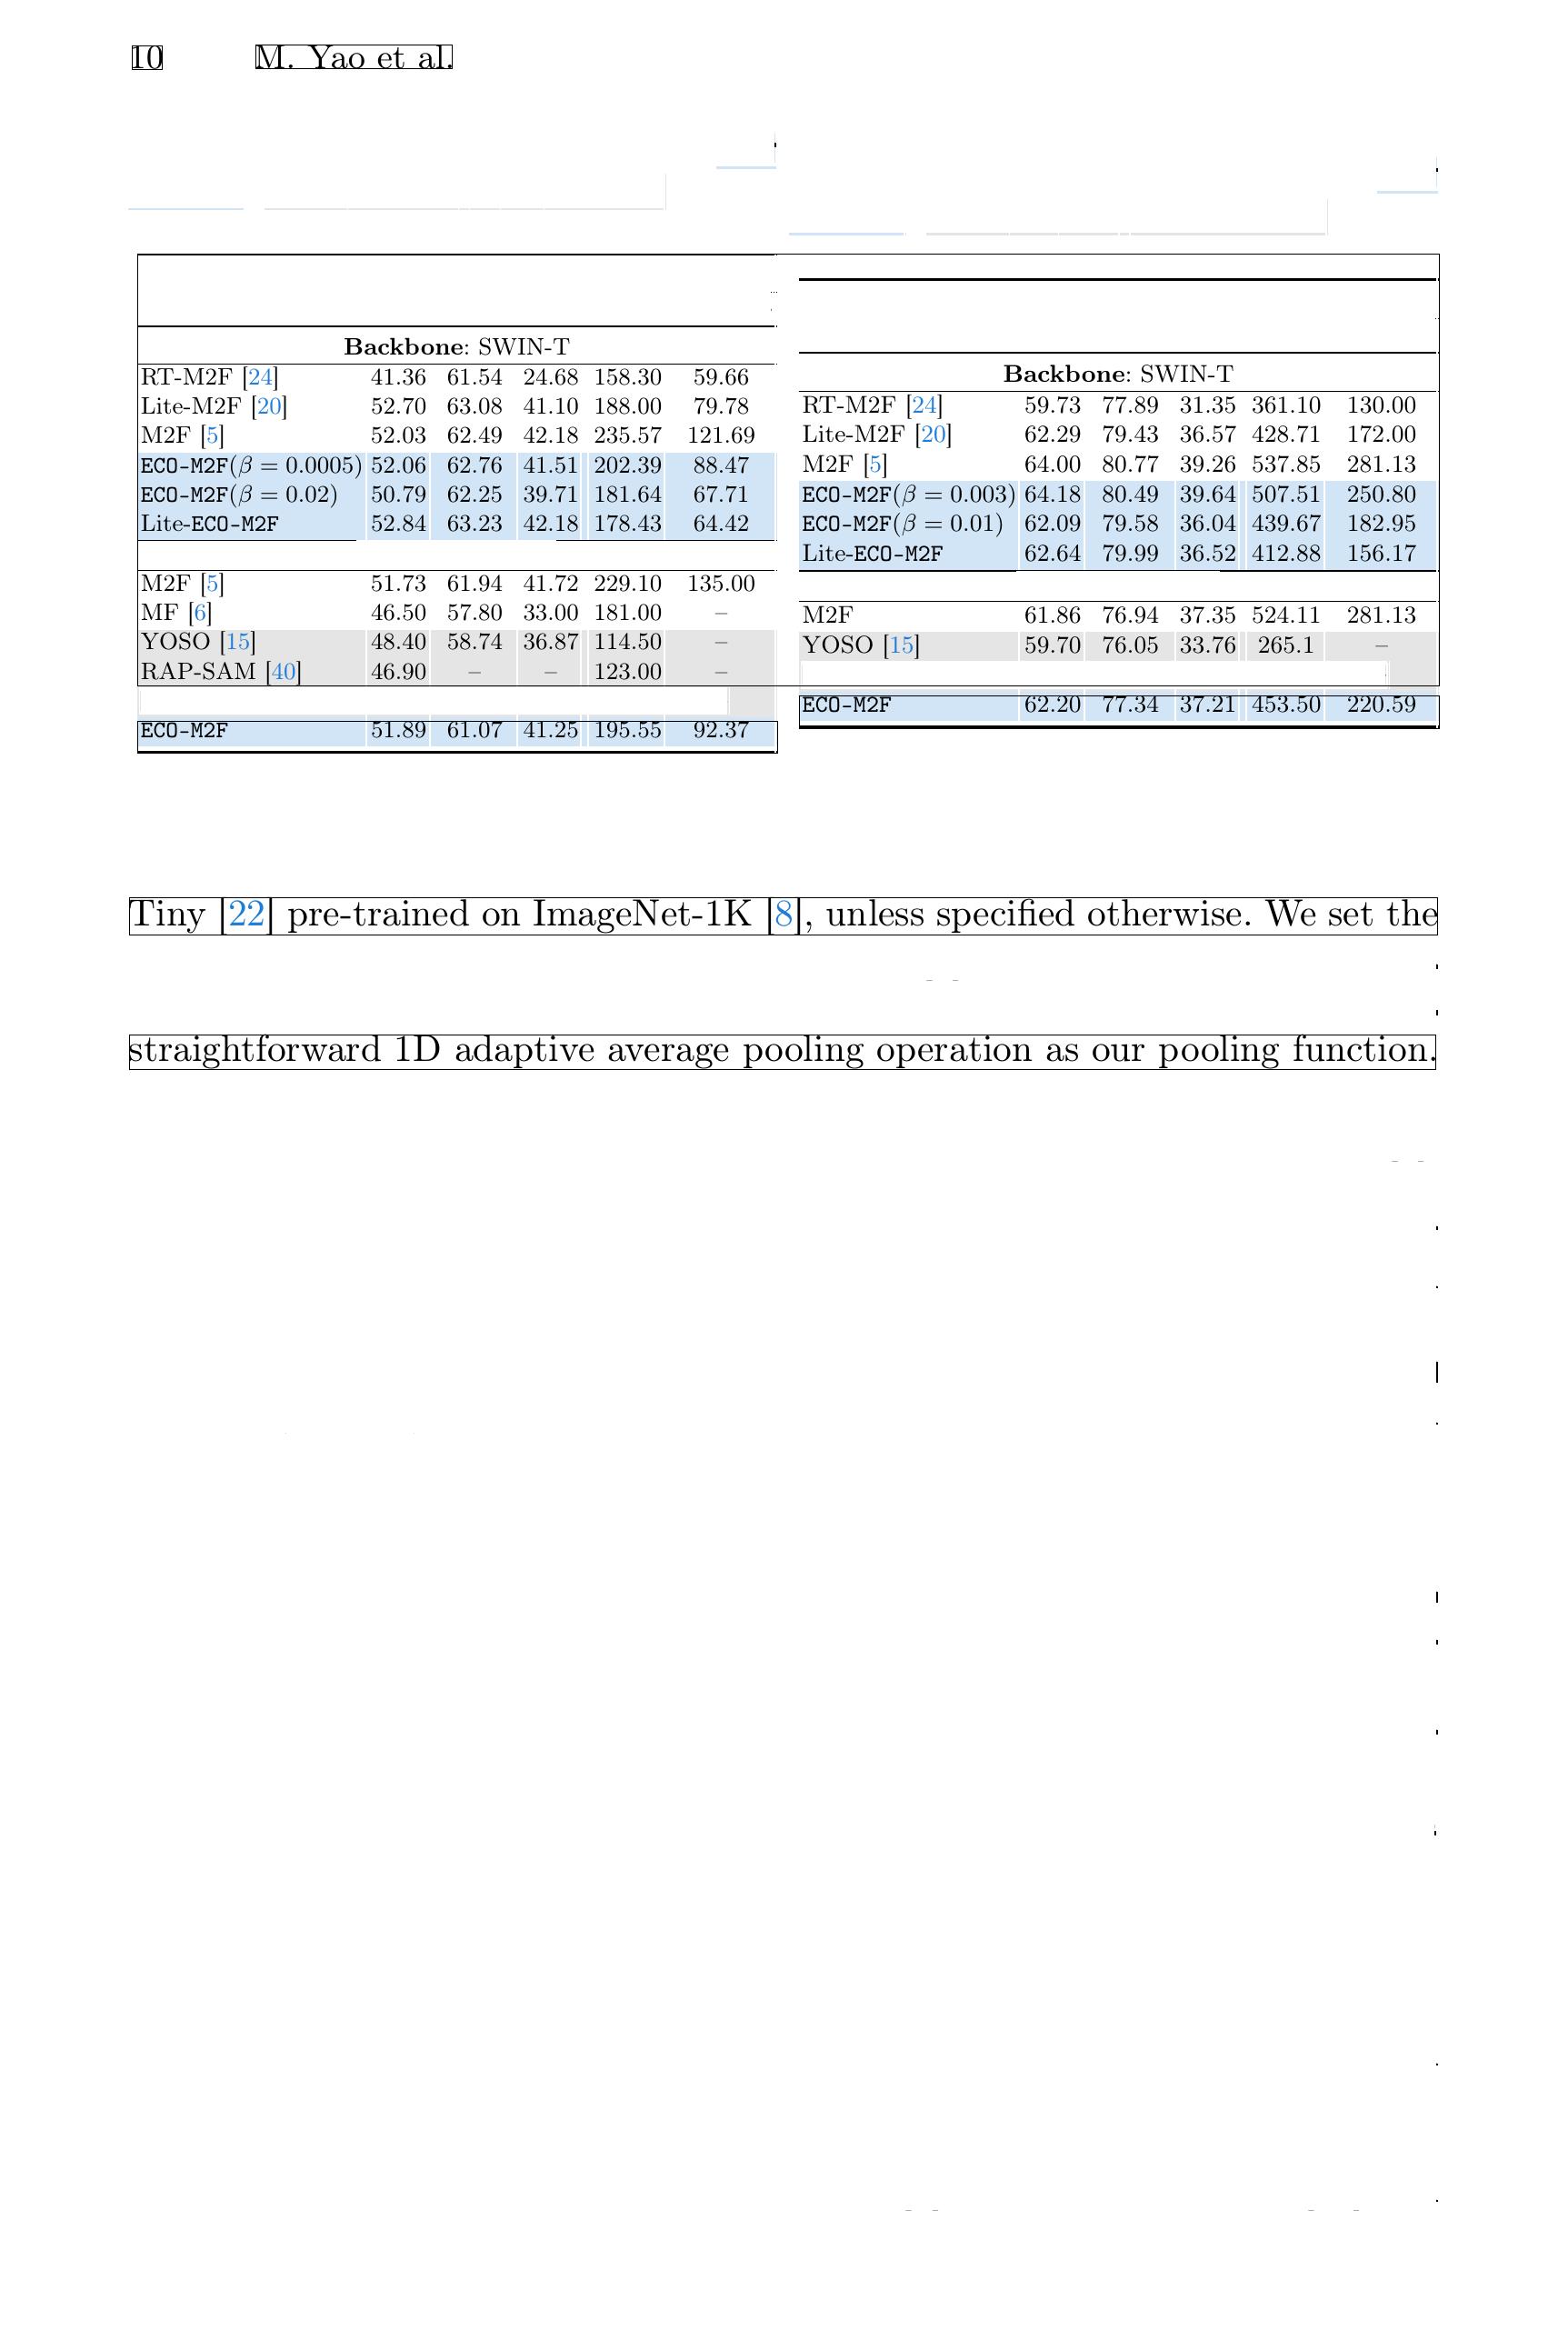 10 M. Yao et al.
Backbone: SWIN-T
RT-M2F [24] 41.36 61.54 24.68 158.30 59.66
Lite-M2F [20] 52.70 63.08 41.10 188.00 79.78
M2F [5] 52.03 62.49 42.18 235.57 121.69
ECO-M2F(β = 0.0005) 52.06 62.76 41.51 202.39 88.47
ECO-M2F(β = 0.02) 50.79 62.25 39.71 181.64 67.71
Lite-ECO-M2F 52.84 63.23 42.18 178.43 64.42
M2F [5] 51.73 61.94 41.72 229.10 135.00
MF [6] 46.50 57.80 33.00 181.00 –
YOSO [15] 48.40 58.74 36.87 114.50 –
RAP-SAM [40] 46.90 – – 123.00 –
ECO-M2F 51.89 61.07 41.25 195.55 92.37
Backbone: SWIN-T
RT-M2F [24] 59.73 77.89 31.35 361.10 130.00
Lite-M2F [20] 62.29 79.43 36.57 428.71 172.00
M2F [5] 64.00 80.77 39.26 537.85 281.13
ECO-M2F(β = 0.003) 64.18 80.49 39.64 507.51 250.80
ECO-M2F(β = 0.01) 62.09 79.58 36.04 439.67 182.95
Lite-ECO-M2F 62.64 79.99 36.52 412.88 156.17
M2F 61.86 76.94 37.35 524.11 281.13
YOSO [15] 59.70 76.05 33.76 265.1 –
ECO-M2F 62.20 77.34 37.21 453.50 220.59
Tiny [22] pre-trained on ImageNet-1K [8], unless specified otherwise. We set the
straightforward 1D adaptive average pooling operation as our pooling function.